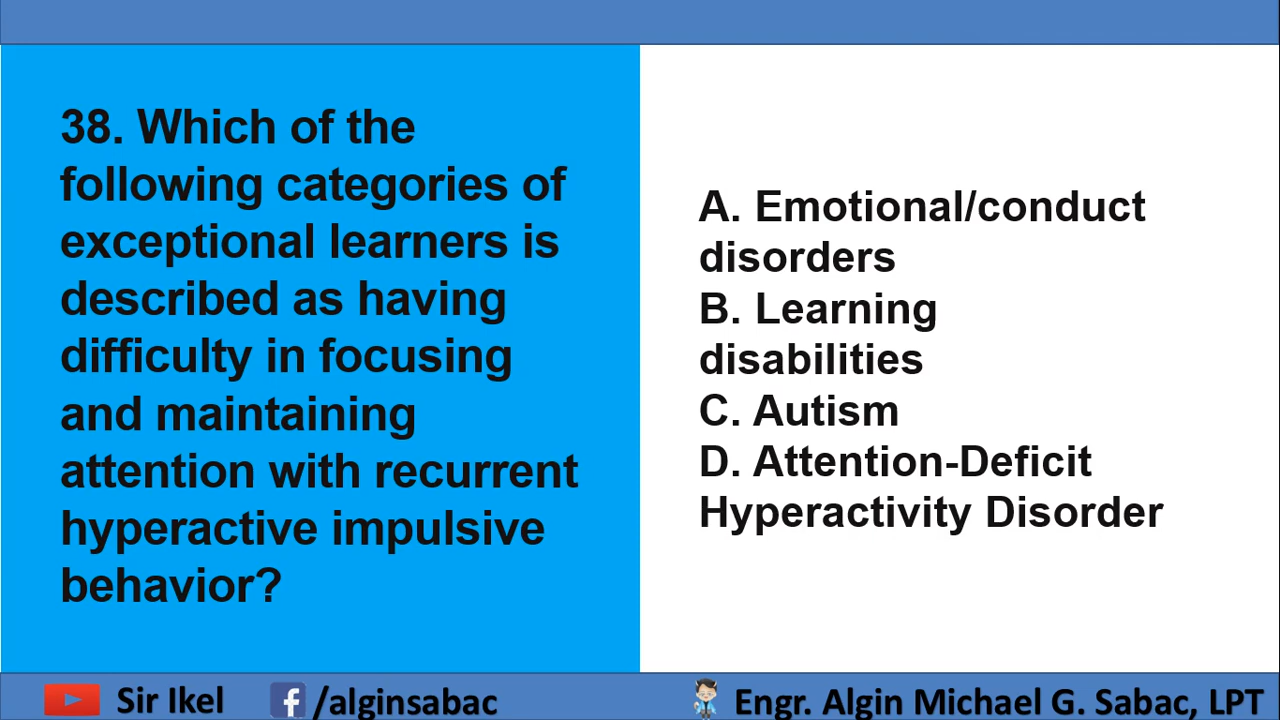 38. Which of the
following categories of
exceptional learners is
described as having
difficulty in focusing
and maintaining
attention with recurrent
hyperactive impulsive
behavior?
A. Emotional/conduct
disorders
B. Learning
disabilities
C. Autism
D. Attention-Deficit
Hyperactivity Disorder
Sir Ikel
f /alginsabac
Engr. Algin Michael G. Sabac, LPT